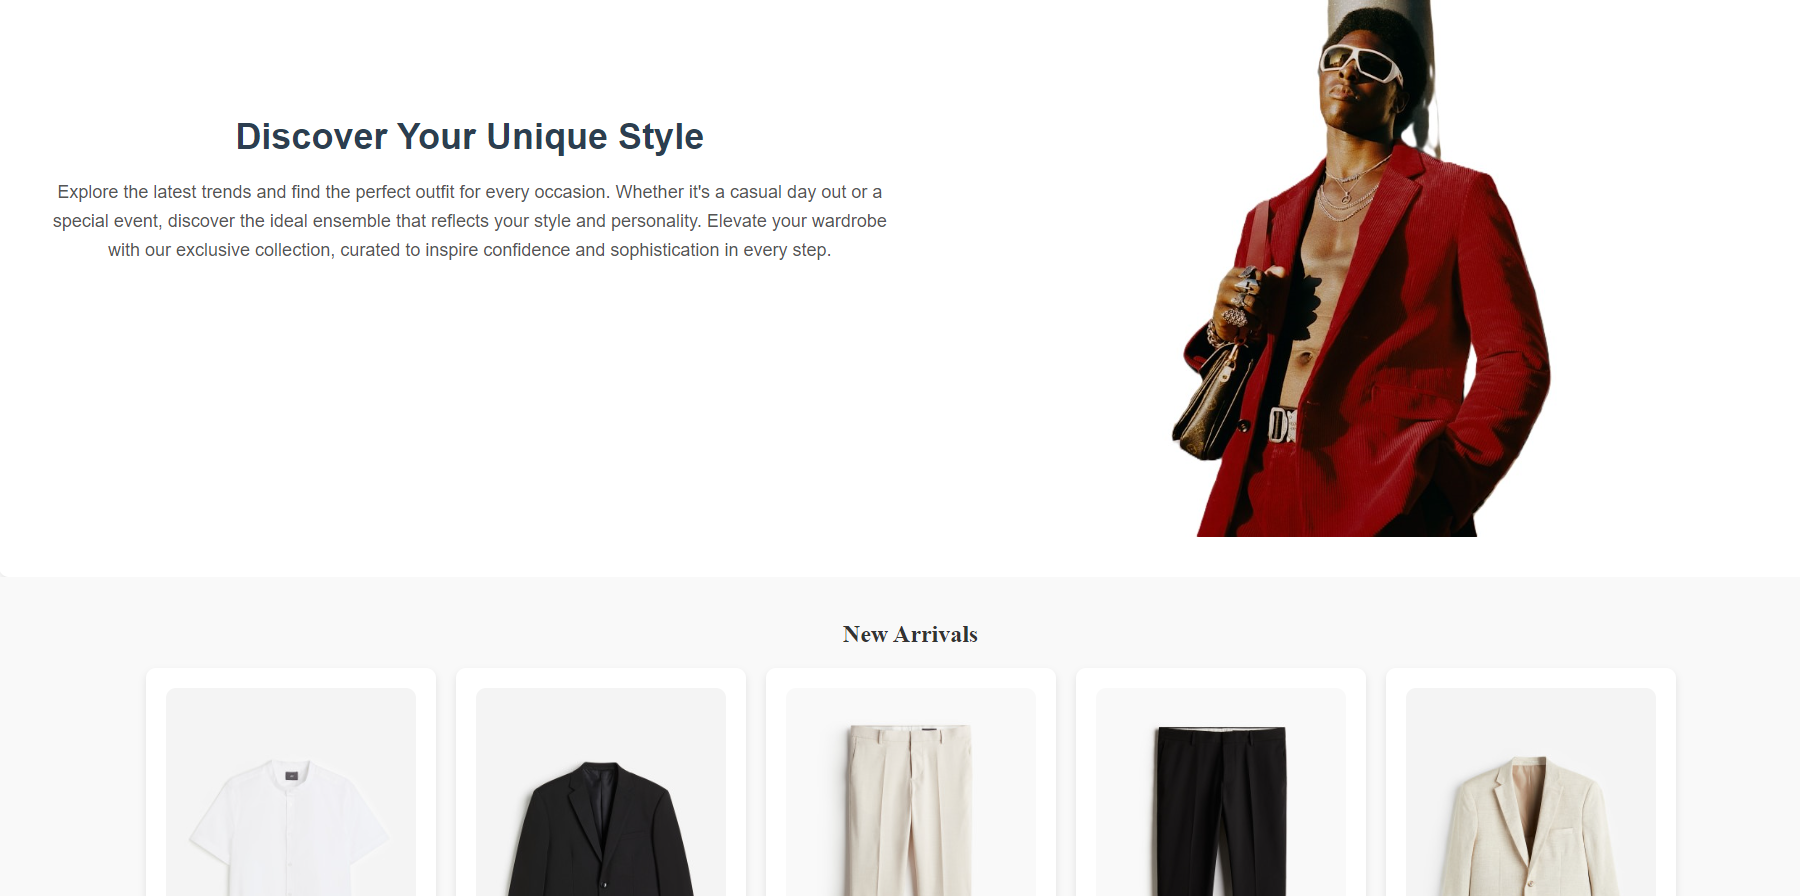 Discover Your Unique Style
Explore the latest trends and find the perfect outfit for every occasion. Whether it's a casual day out or a
special event, discover the ideal ensemble that reflects your style and personality. Elevate your wardrobe
with our exclusive collection, curated to inspire confidence and sophistication in every step.
New Arrivals